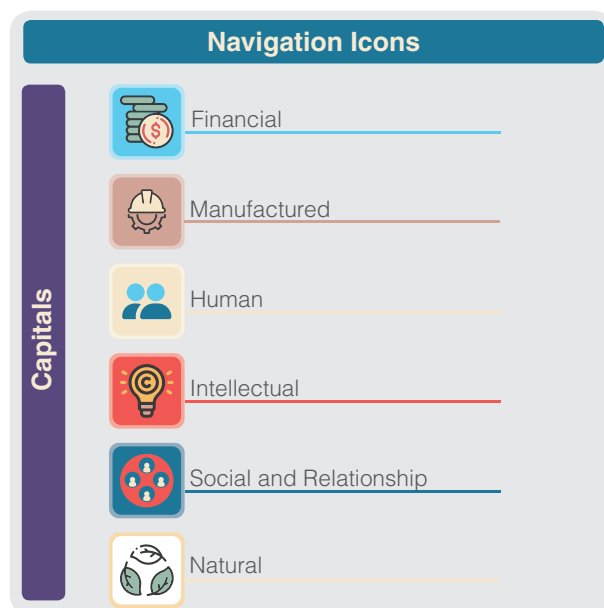 Navigation Icons
Capitals
$
Financial
Manufactured
Human
C
Intellectual
Social and Relationship
Natural